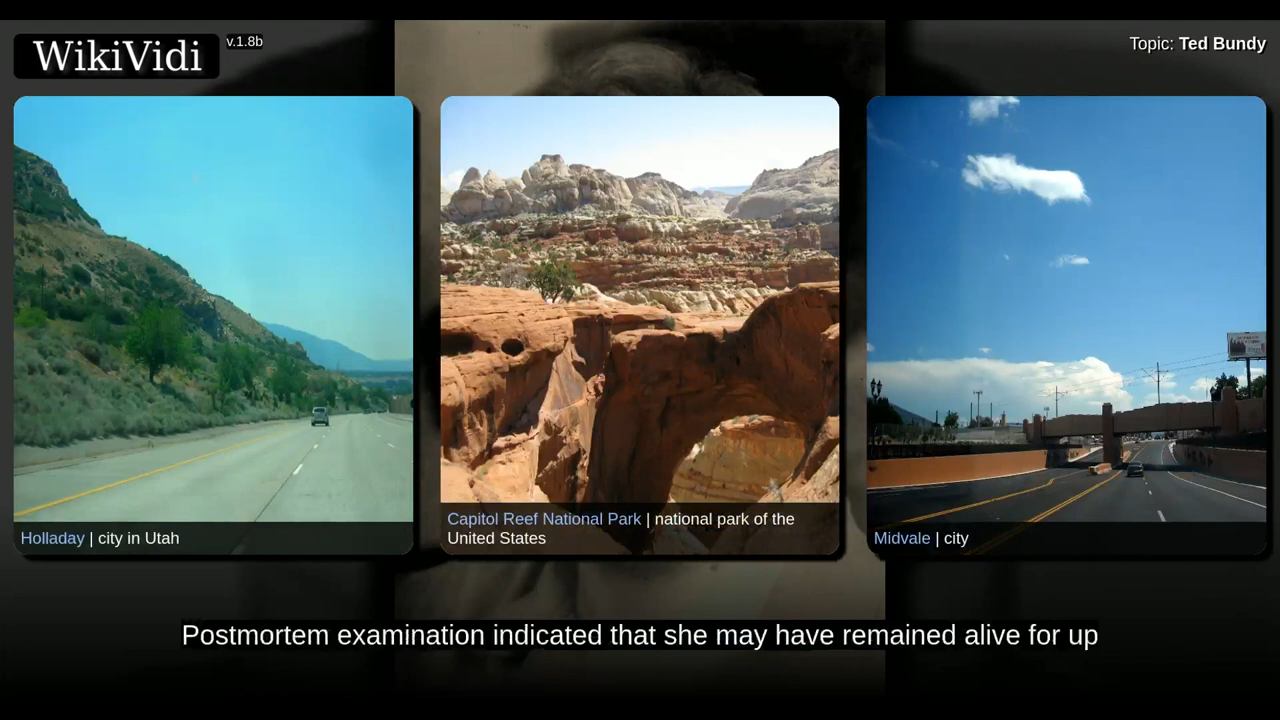 WikiVidi
v.1.8b
Topic: Ted Bundy
Holladay | city in Utah
Capitol Reef National Park | national park of the
United States
Midvale | city
Postmortem examination indicated that she may have remained alive for up